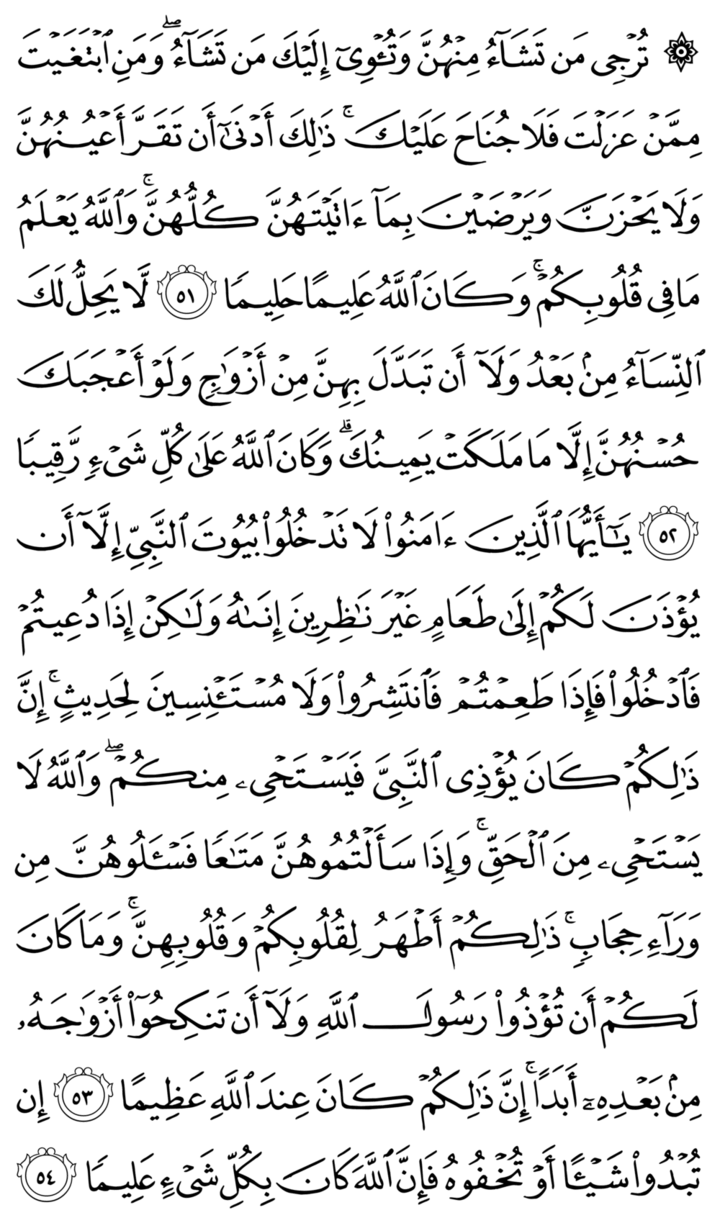 ۞ تُرْجِى مَن تَشَآءُ مِنْهُنَّ وَتُـْٔوِىٓ إِلَيْكَ مَن تَشَآءُ ۖ وَمَنِ ٱبْتَغَيْتَ
مِمَّنْ عَزَلْتَ فَلَا جُنَاحَ عَلَيْكَ ۚ ذَٰلِكَ أَدْنَىٰٓ أَن تَقَرَّ أَعْيُنُهُنَّ
وَلَا يَحْزَنَّ وَيَرْضَيْنَ بِمَآ ءَاتَيْتَهُنَّ كُلُّهُنَّ ۚ وَٱللَّهُ يَعْلَمُ
مَا فِى قُلُوبِكُمْ ۚ وَكَانَ ٱللَّهُ عَلِيمًا حَلِيمًا ٥١ لَّا يَحِلُّ لَكَ
ٱلنِّسَآءُ مِنۢ بَعْدُ وَلَآ أَن تَبَدَّلَ بِهِنَّ مِنْ أَزْوَٰجٍ وَلَوْ أَعْجَبَكَ
حُسْنُهُنَّ إِلَّا مَا مَلَكَتْ يَمِينُكَ ۗ وَكَانَ ٱللَّهُ عَلَىٰ كُلِّ شَىْءٍ رَّقِيبًا
٥٢ يَـٰٓأَيُّهَا ٱلَّذِينَ ءَامَنُوا۟ لَا تَدْخُلُوا۟ بُيُوتَ ٱلنَّبِىِّ إِلَّآ أَن
يُؤْذَنَ لَكُمْ إِلَىٰ طَعَامٍ غَيْرَ نَـٰظِرِينَ إِنَىٰهُ وَلَـٰكِنْ إِذَا دُعِيتُمْ
فَٱدْخُلُوا۟ فَإِذَا طَعِمْتُمْ فَٱنتَشِرُوا۟ وَلَا مُسْتَـْٔنِسِينَ لِحَدِيثٍ ۚ إِنَّ
ذَٰلِكُمْ كَانَ يُؤْذِى ٱلنَّبِىَّ فَيَسْتَحْىِۦ مِنكُمْ ۖ وَٱللَّهُ لَا
يَسْتَحْىِۦ مِنَ ٱلْحَقِّ ۚ وَإِذَا سَأَلْتُمُوهُنَّ مَتَـٰعًا فَسْـَٔلُوهُنَّ مِن
وَرَآءِ حِجَابٍ ۚ ذَٰلِكُمْ أَطْهَرُ لِقُلُوبِكُمْ وَقُلُوبِهِنَّ ۚ وَمَا كَانَ
لَكُمْ أَن تُؤْذُوا۟ رَسُولَ ٱللَّهِ وَلَآ أَن تَنكِحُوٓا۟ أَزْوَٰجَهُۥ
مِنۢ بَعْدِهِۦٓ أَبَدًا ۚ إِنَّ ذَٰلِكُمْ كَانَ عِندَ ٱللَّهِ عَظِيمًا ٥٣ إِن
تُبْدُوا۟ شَيْـًٔا أَوْ تُخْفُوهُ فَإِنَّ ٱللَّهَ كَانَ بِكُلِّ شَىْءٍ عَلِيمًا ٥٤